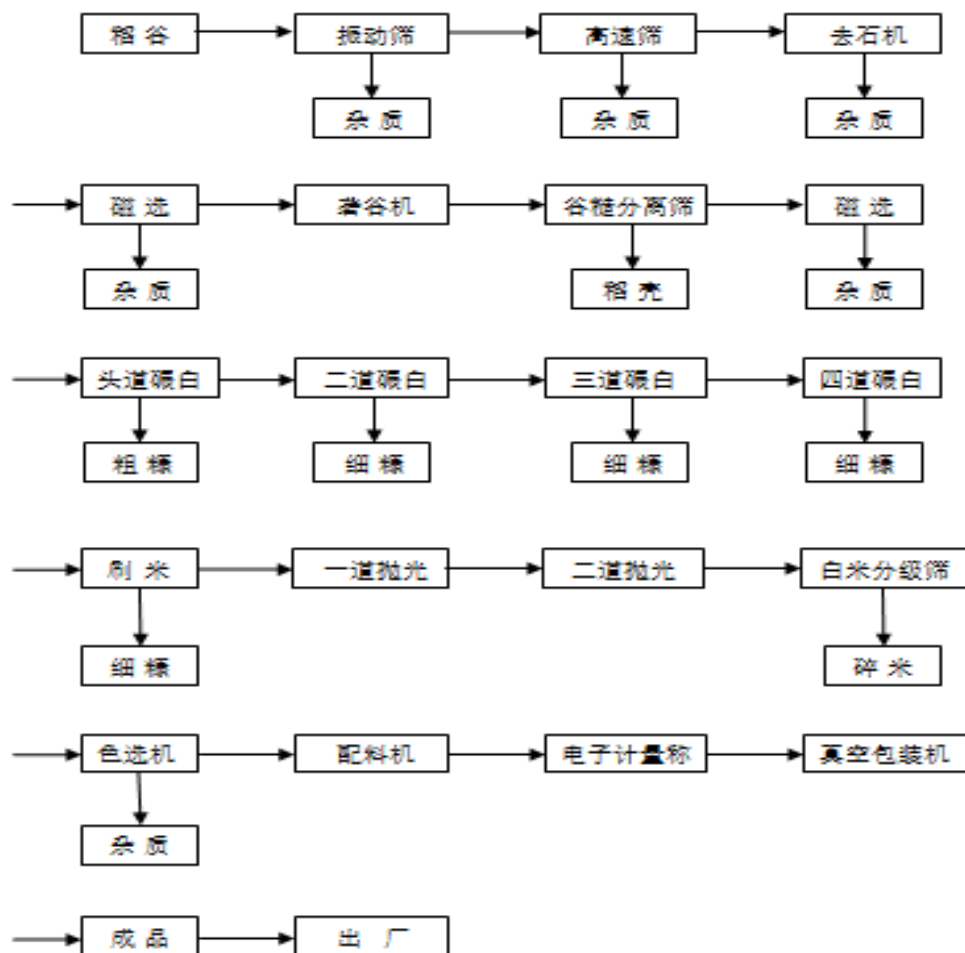 稻谷 振动筛 高速筛 去石机
杂质 杂质 杂质
磁选 砻谷机 谷糙分离筛 磁选
杂质 稻壳 杂质
头道碾白 二道碾白 三道碾白 四道碾白
粗糠 细糠 细糠 细糠
刷米 一道抛光 二道抛光 白米分级筛
细糠 碎米
色选机 配料机 电子计量称 真空包装机
杂质
成品 出厂